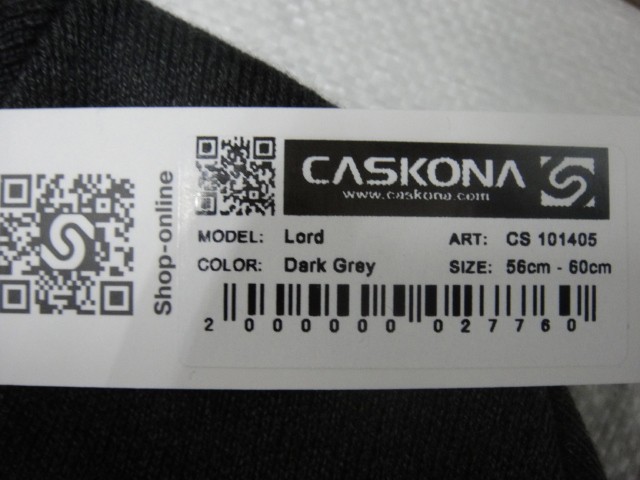 Shop-online
CASKONA
www.caskona.com
MODEL: Lord ART: CS 101405
COLOR: Dark Grey SIZE: 56cm - 60cm
2 000000 027760